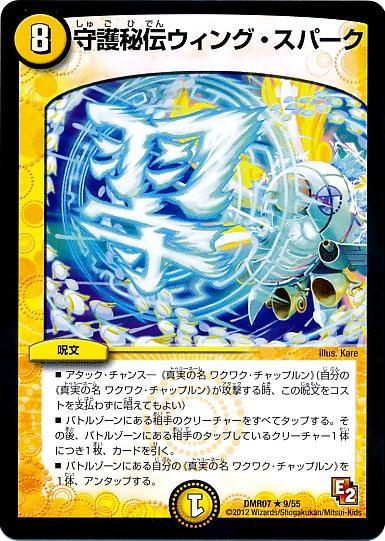 8
しゅごひでん
守護秘伝ウィング・スパーク
羽守
呪文
illus. Kare
■ アタック・チャンス―《真実の名 ワクワク・チャップルン》(自分の
《真実の名 ワクワク・チャップルン》が攻撃する時、この呪文をコス
トを支払わずに唱えてもよい)
■ バトルゾーンにある相手のクリーチャーをすべてタップする。そ
の後、バトルゾーンにある相手のタップしているクリーチャー1体
につき1枚、カードを引く。
■ バトルゾーンにある自分の《真実の名 ワクワク・チャップルン》を
1体、アンタップする。
1
DMR07 ★ 9/55
©2012 Wizards/Shogakukan/Mitsui-Kids
E2